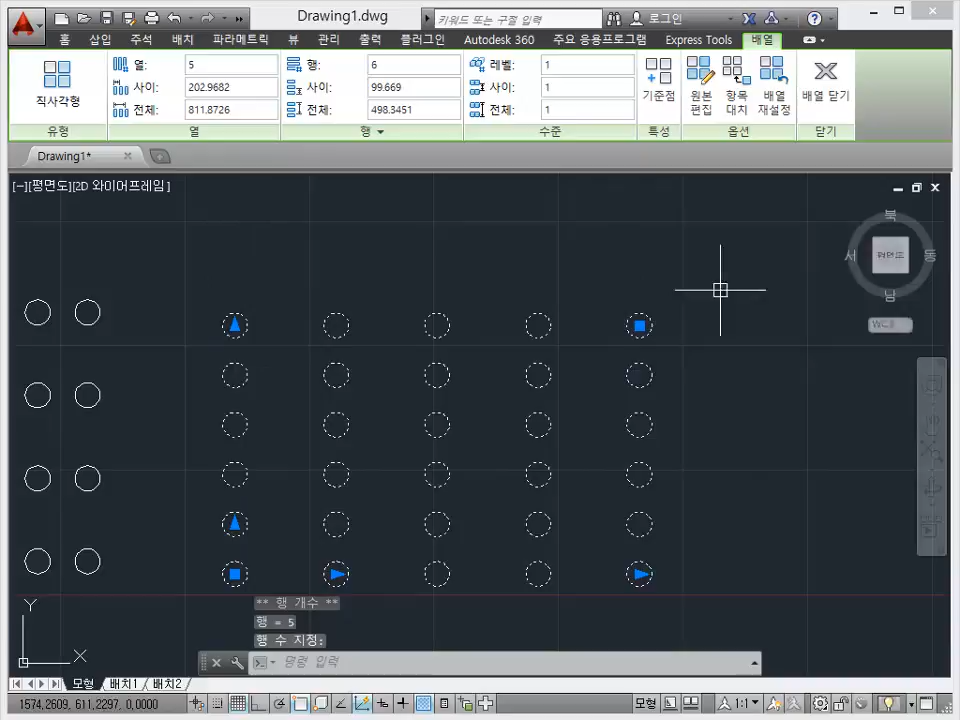 Drawing1.dwg
키워드 또는 구절 입력
로그인
홈 삽입 주석 배치 파라메트릭 뷰 관리 출력 플러그인 Autodesk 360 주요 응용프로그램 Express Tools 배열
직사각형
열: 5
사이: 202.9682
전체: 811.8726
행: 6
사이: 99.669
전체: 498.3451
레벨: 1
사이: 1
전체: 1
기준점
원본 편집
항목 대치
배열 재설정
배열 닫기
유형 열 행 수준 특성 옵션 닫기
Drawing1*
[−][평면도][2D 와이어프레임]
북
서 평면도 동
남
** 행 개수 **
행 = 5
행 수 지정:
명령 입력
Y
X
모형 배치1 배치2
1574,2609, 611,2297, 0,0000
모형
1:1